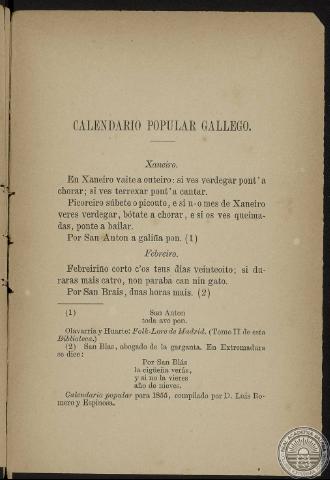 CALENDARIO POPULAR GALLEGO.
Xaneiro.
En Xaneiro vaite a outeiro: si ves verdegar pont'a
chorar; si ves terrexar pont'a cantar.
Picoreiro súbete o picouto, e si n-o mes de Xaneiro
veres verdegar, bótate a chorar, e si os ves queima-
das, ponte a bailar.
Por San Anton a galiña pon. (1)
Febreiro.
Febreiriño corto c'os teus dias veinteoito; si du-
raras mais catro, non paraba can nin gato.
Por San Brais, duas horas mais. (2)
(1) San Anton
toda ave pon.
Olavarría y Huarte: Folk-Lore de Madrid. (Tomo II de esta
Biblioteca.)
(2) San Blas, abogado de la garganta. En Extremadura
se dice:
Por San Blás
la cigüeña verás,
y si no la vieres
año de nieves.
Calendario popular para 1855, compilado por D. Luis Ro-
mero y Espinosa.